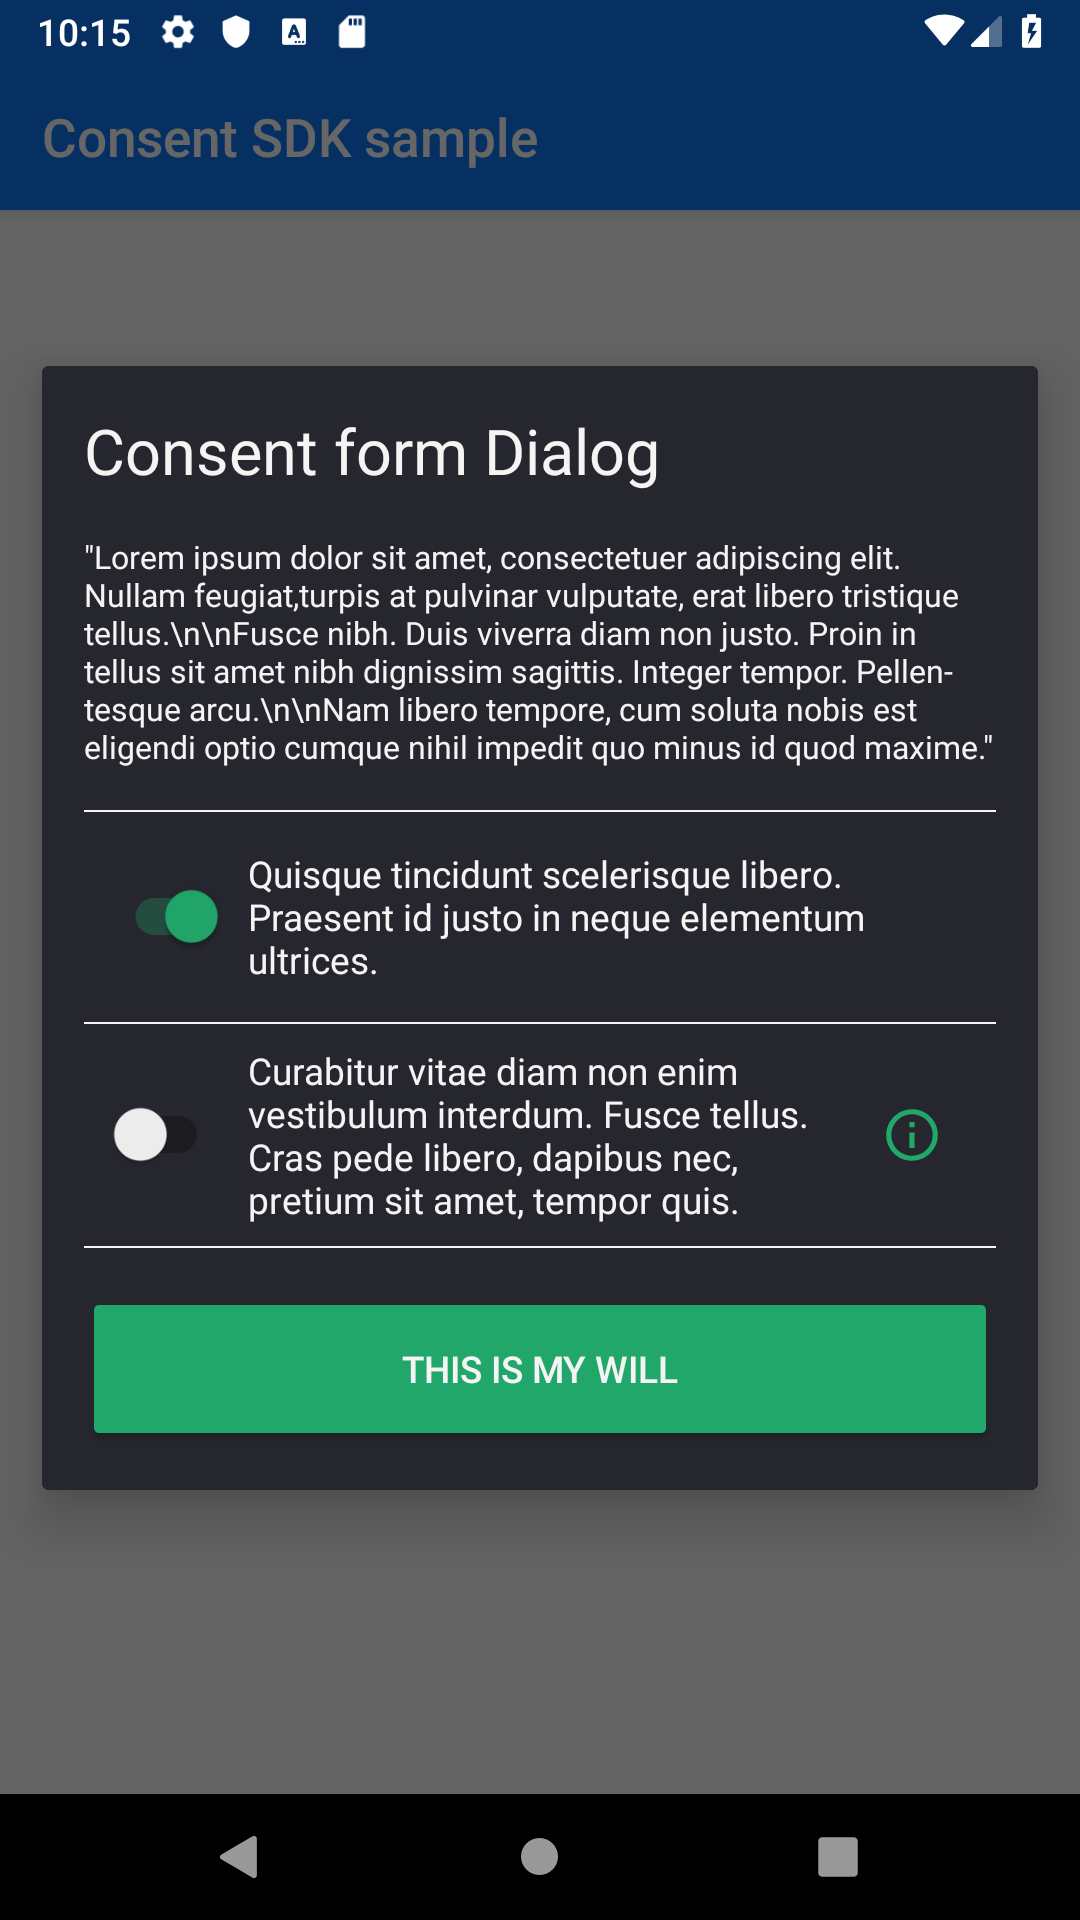 10:15
Consent SDK sample
Consent form Dialog
"Lorem ipsum dolor sit amet, consectetuer adipiscing elit.
Nullam feugiat,turpis at pulvinar vulputate, erat libero tristique
tellus.\n\nFusce nibh. Duis viverra diam non justo. Proin in
tellus sit amet nibh dignissim sagittis. Integer tempor. Pellen-
tesque arcu.\n\nNam libero tempore, cum soluta nobis est
eligendi optio cumque nihil impedit quo minus id quod maxime."
Quisque tincidunt scelerisque libero.
Praesent id justo in neque elementum
ultrices.
Curabitur vitae diam non enim
vestibulum interdum. Fusce tellus.
Cras pede libero, dapibus nec,
pretium sit amet, tempor quis.
THIS IS MY WILL